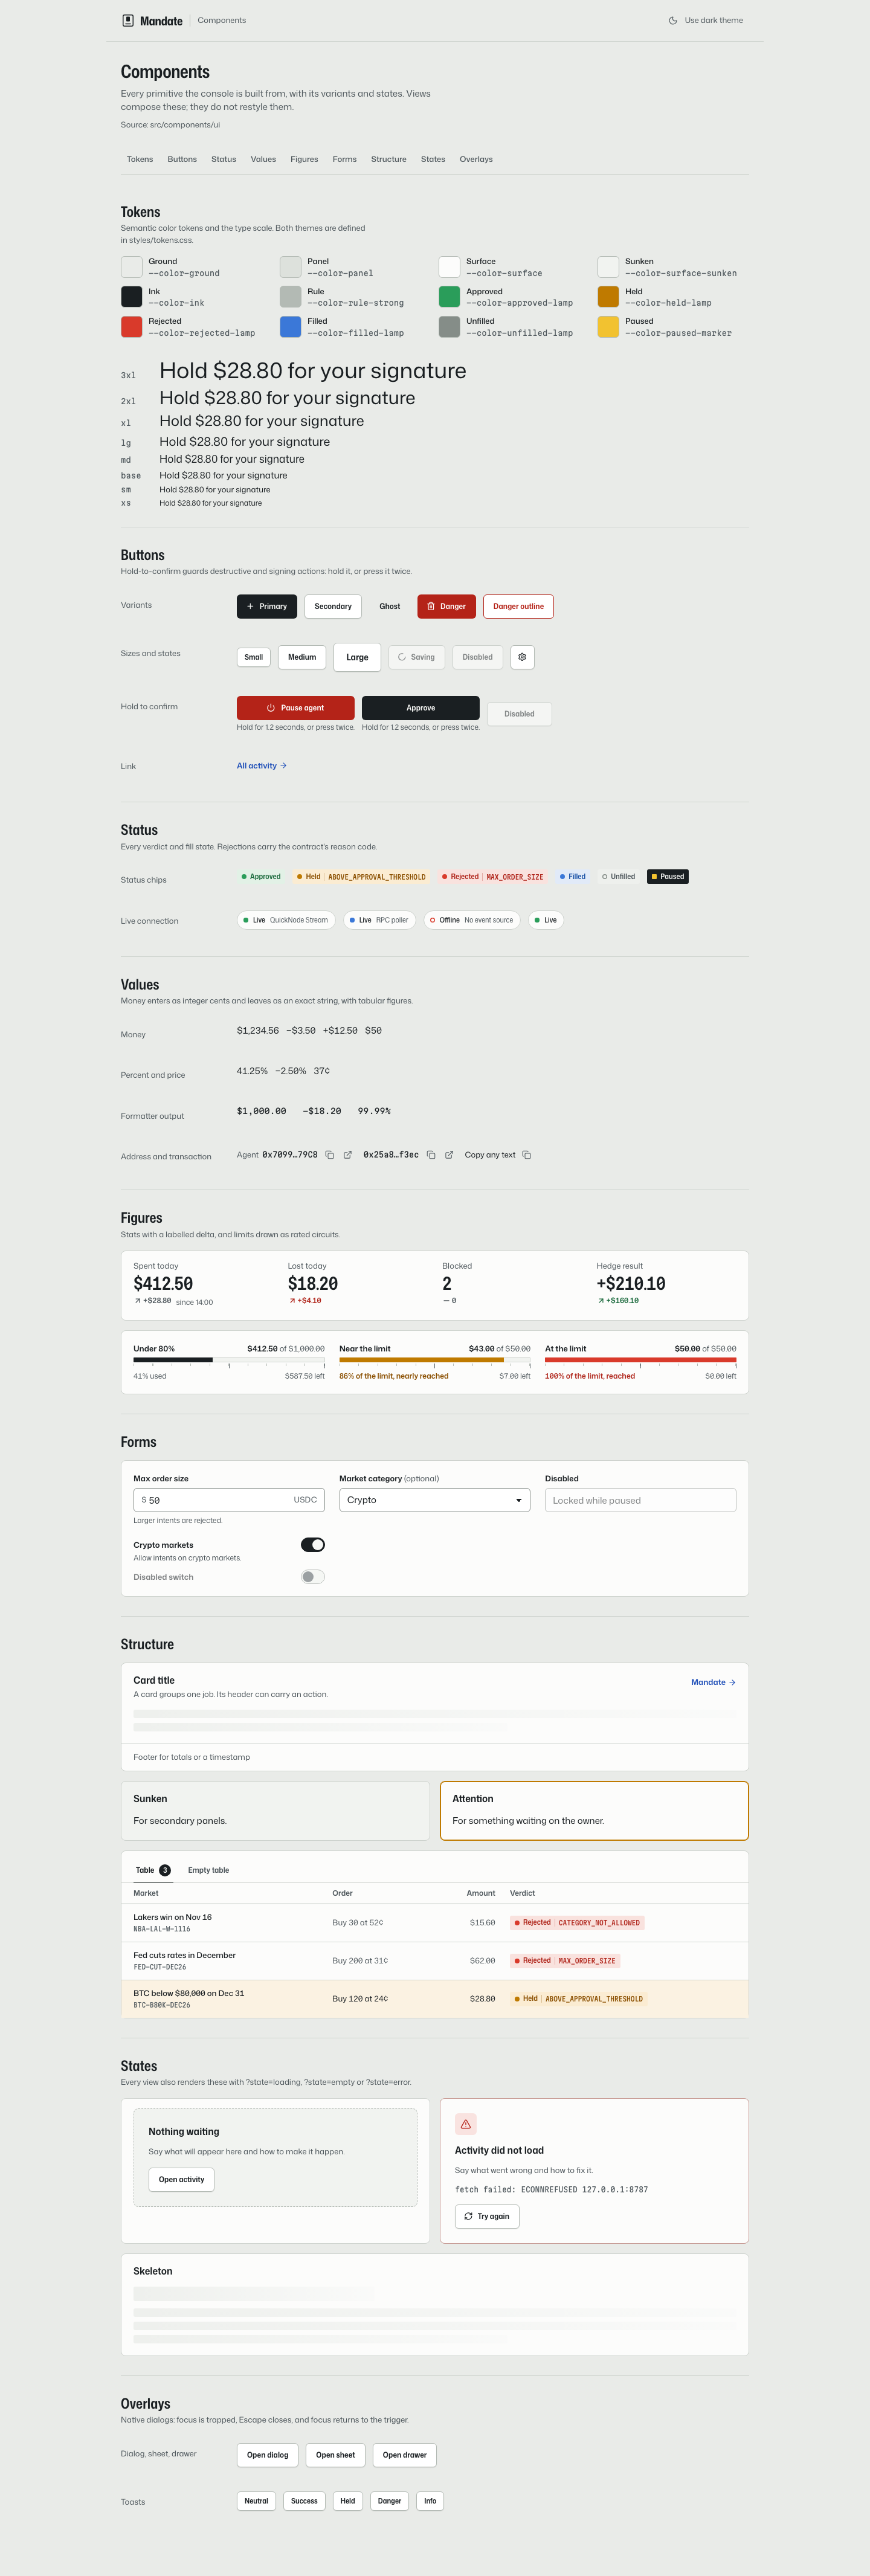 Mandate
Components
Use dark theme
Components
Every primitive the console is built from, with its variants and states. Views
compose these; they do not restyle them.
Source: src/components/ui
Tokens Buttons Status Values Figures Forms Structure States Overlays
Tokens
Semantic color tokens and the type scale. Both themes are defined
in styles/tokens.css.
Ground
--color-ground
Panel
--color-panel
Surface
--color-surface
Sunken
--color-surface-sunken
Ink
--color-ink
Rule
--color-rule-strong
Approved
--color-approved-lamp
Held
--color-held-lamp
Rejected
--color-rejected-lamp
Filled
--color-filled-lamp
Unfilled
--color-unfilled-lamp
Paused
--color-paused-marker
3xl Hold $28.80 for your signature
2xl Hold $28.80 for your signature
xl Hold $28.80 for your signature
lg Hold $28.80 for your signature
md Hold $28.80 for your signature
base Hold $28.80 for your signature
sm Hold $28.80 for your signature
xs Hold $28.80 for your signature
Buttons
Hold-to-confirm guards destructive and signing actions: hold it, or press it twice.
Variants Primary Secondary Ghost Danger Danger outline
Sizes and states Small Medium Large Saving Disabled
Hold to confirm Pause agent Approve Disabled
Hold for 1.2 seconds, or press twice. Hold for 1.2 seconds, or press twice.
Link All activity →
Status
Every verdict and fill state. Rejections carry the contract's reason code.
Status chips Approved Held | ABOVE_APPROVAL_THRESHOLD Rejected | MAX_ORDER_SIZE Filled Unfilled Paused
Live connection Live QuickNode Stream Live RPC poller Offline No event source Live
Values
Money enters as integer cents and leaves as an exact string, with tabular figures.
Money $1,234.56 −$3.50 +$12.50 $50
Percent and price 41.25% −2.50% 37¢
Formatter output $1,000.00 −$18.20 99.99%
Address and transaction Agent 0x7099…79C8 0x25a8…f3ec Copy any text
Figures
Stats with a labelled delta, and limits drawn as rated circuits.
Spent today
$412.50
↗ +$28.80 since 14:00
Lost today
$18.20
↗ +$4.10
Blocked
2
— 0
Hedge result
+$210.10
↗ +$160.10
Under 80% $412.50 of $1,000.00
41% used $587.50 left
Near the limit $43.00 of $50.00
86% of the limit, nearly reached $7.00 left
At the limit $50.00 of $50.00
100% of the limit, reached $0.00 left
Forms
Max order size
$ 50 USDC
Larger intents are rejected.
Market category (optional)
Crypto
Disabled
Locked while paused
Crypto markets
Allow intents on crypto markets.
Disabled switch
Structure
Card title
A card groups one job. Its header can carry an action.
Mandate →
Footer for totals or a timestamp
Sunken
For secondary panels.
Attention
For something waiting on the owner.
Table 3 Empty table
Market Order Amount Verdict
Lakers win on Nov 16
NBA-LAL-W-1116
Buy 30 at 52¢ $15.60 Rejected | CATEGORY_NOT_ALLOWED
Fed cuts rates in December
FED-CUT-DEC26
Buy 200 at 31¢ $62.00 Rejected | MAX_ORDER_SIZE
BTC below $80,000 on Dec 31
BTC-B80K-DEC26
Buy 120 at 24¢ $28.80 Held | ABOVE_APPROVAL_THRESHOLD
States
Every view also renders these with ?state=loading, ?state=empty or ?state=error.
Nothing waiting
Say what will appear here and how to make it happen.
Open activity
Activity did not load
Say what went wrong and how to fix it.
fetch failed: ECONNREFUSED 127.0.0.1:8787
Try again
Skeleton
Overlays
Native dialogs: focus is trapped, Escape closes, and focus returns to the trigger.
Dialog, sheet, drawer Open dialog Open sheet Open drawer
Toasts Neutral Success Held Danger Info